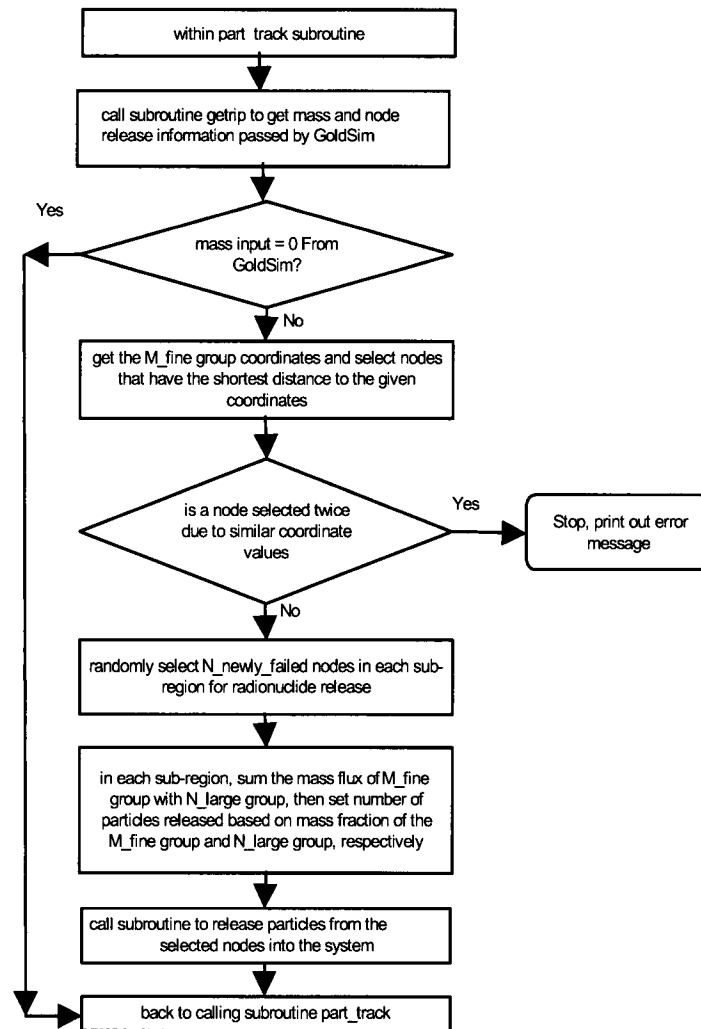 within part_track subroutine
call subroutine getrip to get mass and node
release information passed by GoldSim
Yes
mass input = 0 From
GoldSim?
No
get the M_fine group coordinates and select nodes
that have the shortest distance to the given
coordinates
is a node selected twice
due to similar coordinate
values
Yes
Stop, print out error
message
No
randomly select N_newly_failed nodes in each sub-
region for radionuclide release
in each sub-region, sum the mass flux of M_fine
group with N_large group, then set number of
particles released based on mass fraction of the
M_fine group and N_large group, respectively
call subroutine to release particles from the
selected nodes into the system
back to calling subroutine part_track